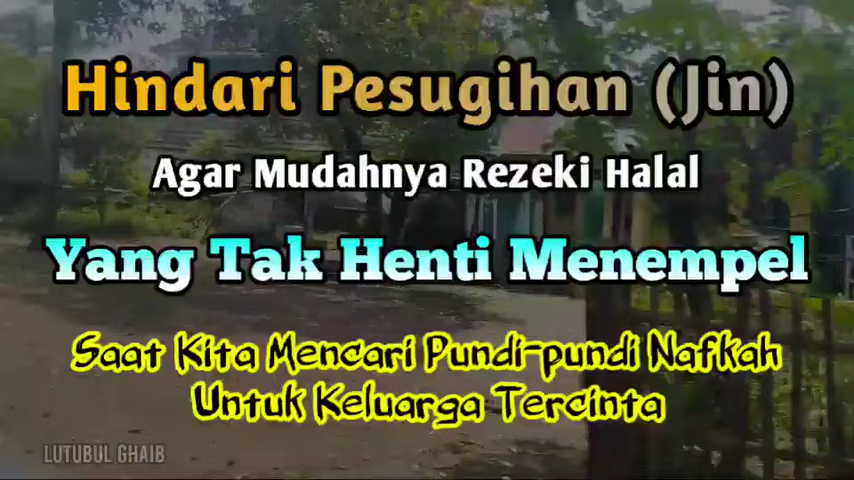 Hindari Pesugihan (Jin)
Agar Mudahnya Rezeki Halal
Yang Tak Henti Menempel
Saat Kita Mencari Pundi-pundi Nafkah
Untuk Keluarga Tercinta
LUTUBUL GHAIB